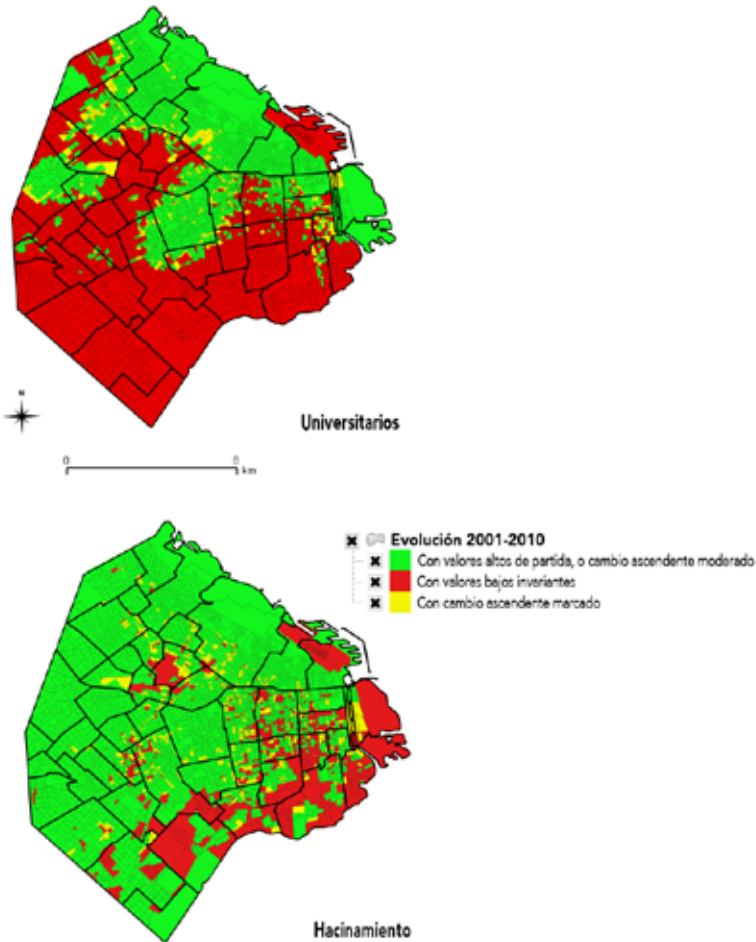 N
Universitarios
0 8
km
Evolución 2001-2010
Con valores altos de partida, o cambio ascendente moderado
Con valores bajos invariantes
Con cambio ascendente marcado
Hacinamiento